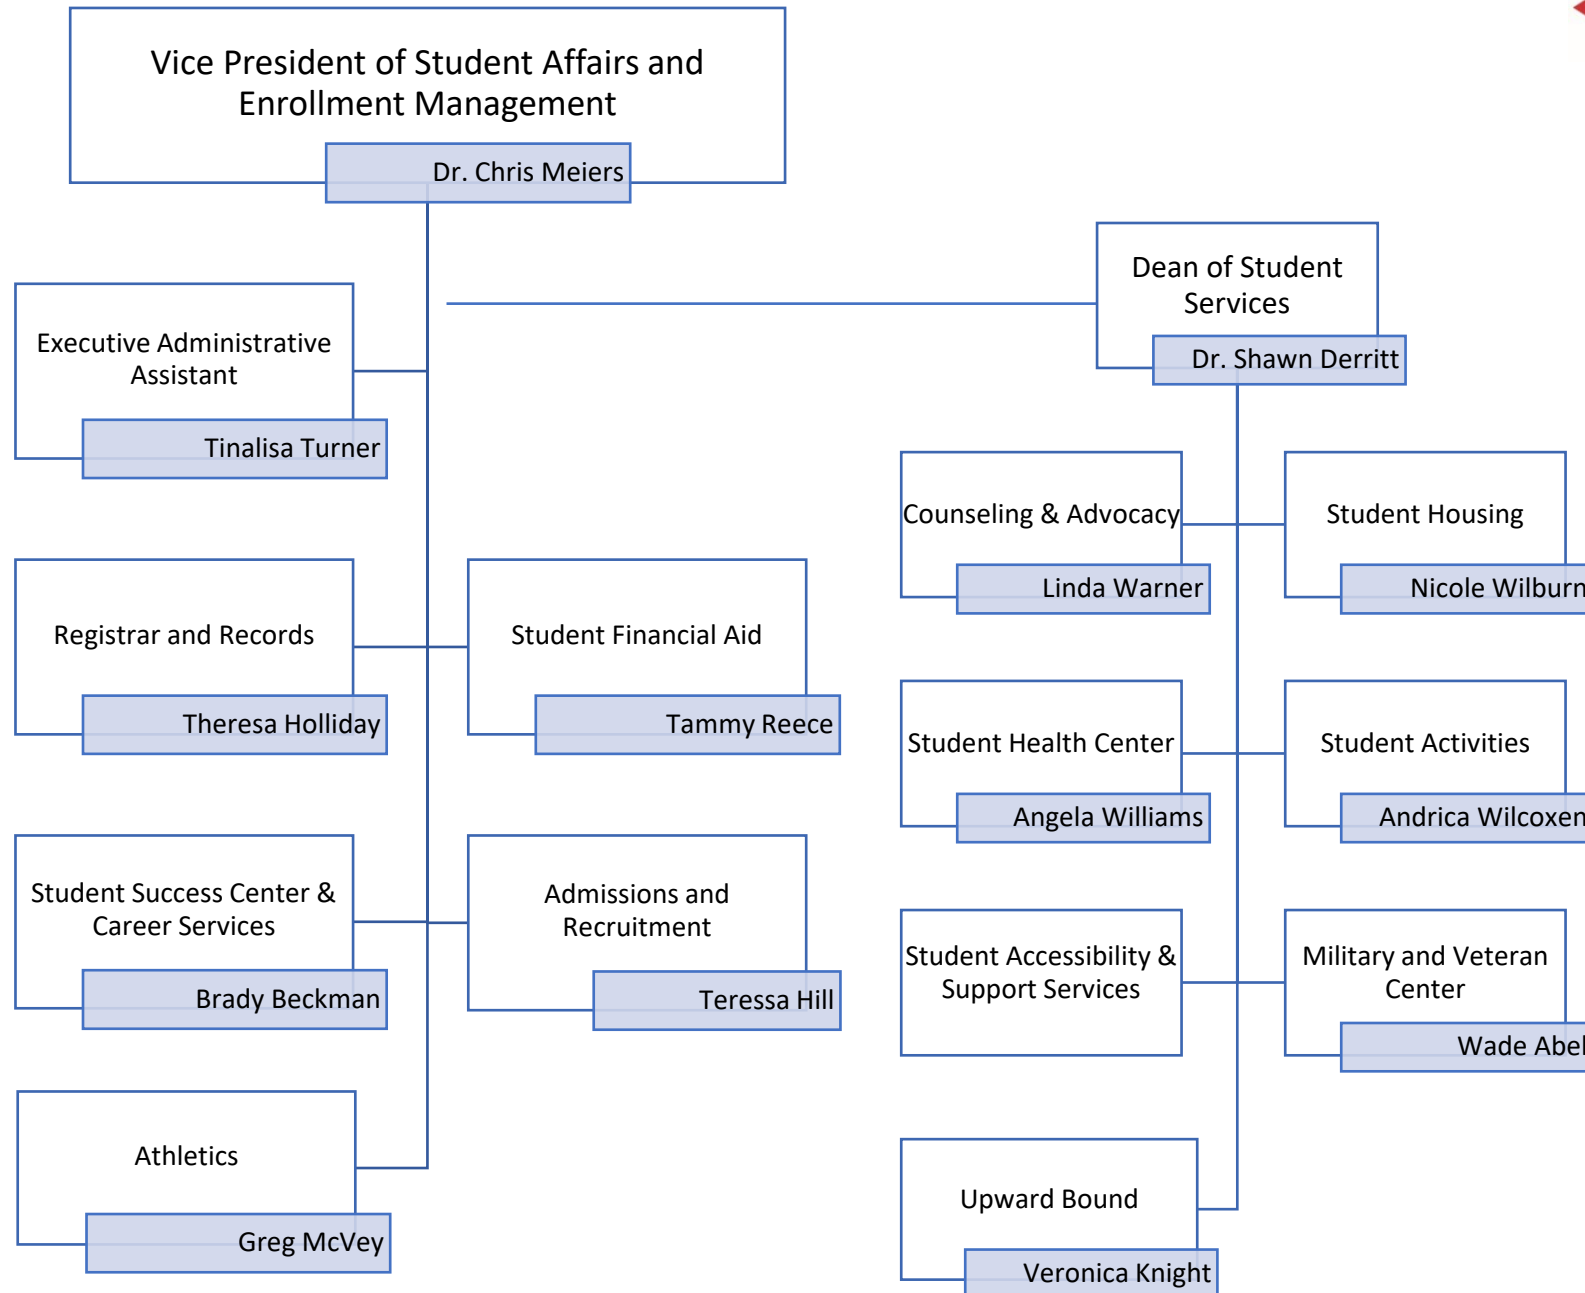 Vice President of Student Affairs and
Enrollment Management
Dr. Chris Meiers
Dean of Student
Services
Dr. Shawn Derritt
Executive Administrative
Assistant
Tinalisa Turner
Counseling & Advocacy
Linda Warner
Student Housing
Nicole Wilburn
Registrar and Records
Theresa Holliday
Student Financial Aid
Tammy Reece
Student Health Center
Angela Williams
Student Activities
Andrica Wilcoxen
Student Success Center &
Career Services
Brady Beckman
Admissions and
Recruitment
Teressa Hill
Student Accessibility &
Support Services
Military and Veteran
Center
Wade Abel
Athletics
Greg McVey
Upward Bound
Veronica Knight